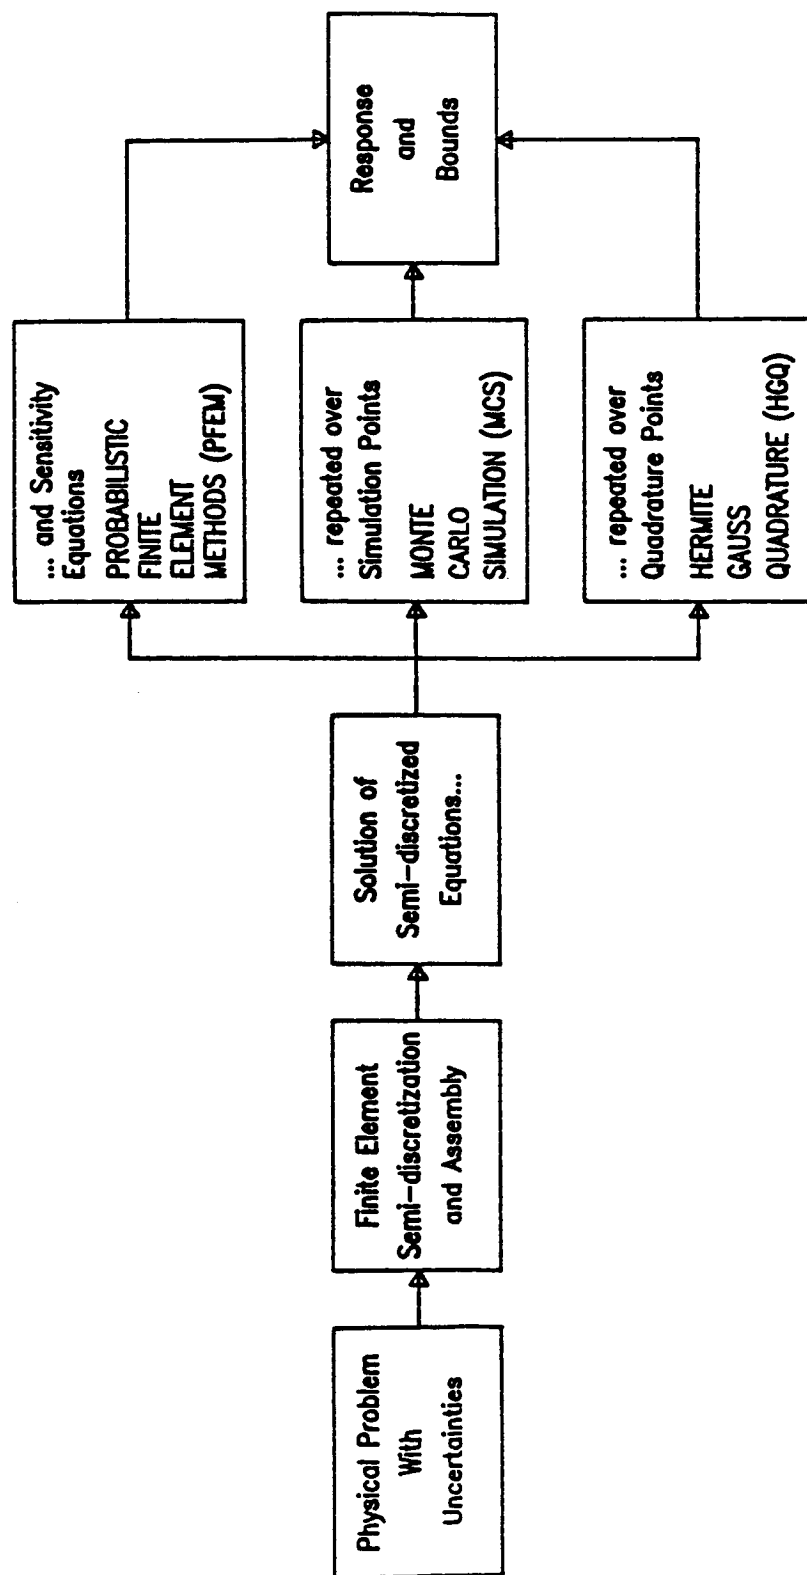 Physical Problem
With
Uncertainties
Finite Element
Semi-discretization
and Assembly
Solution of
Semi-discretized
Equations...
... and Sensitivity
Equations
PROBABILISTIC
FINITE
ELEMENT
METHODS (PFEM)
... repeated over
Simulation Points
MONTE
CARLO
SIMULATION (MCS)
... repeated over
Quadrature Points
HERMITE
GAUSS
QUADRATURE (HGQ)
Response
and
Bounds